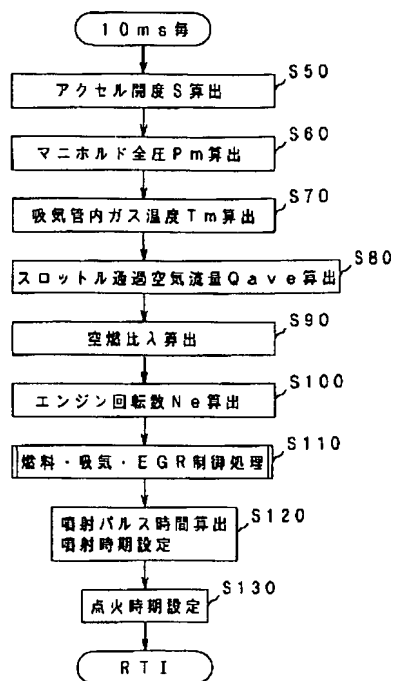 10ms毎
S50
アクセル開度S算出
S60
マニホルド全圧Pm算出
S70
吸気管内ガス温度Tm算出
S80
スロットル通過空気流量Qave算出
S90
空燃比λ算出
S100
エンジン回転数Ne算出
S110
燃料・吸気・EGR制御処理
S120
噴射パルス時間算出
噴射時期設定
S130
点火時期設定
RTI